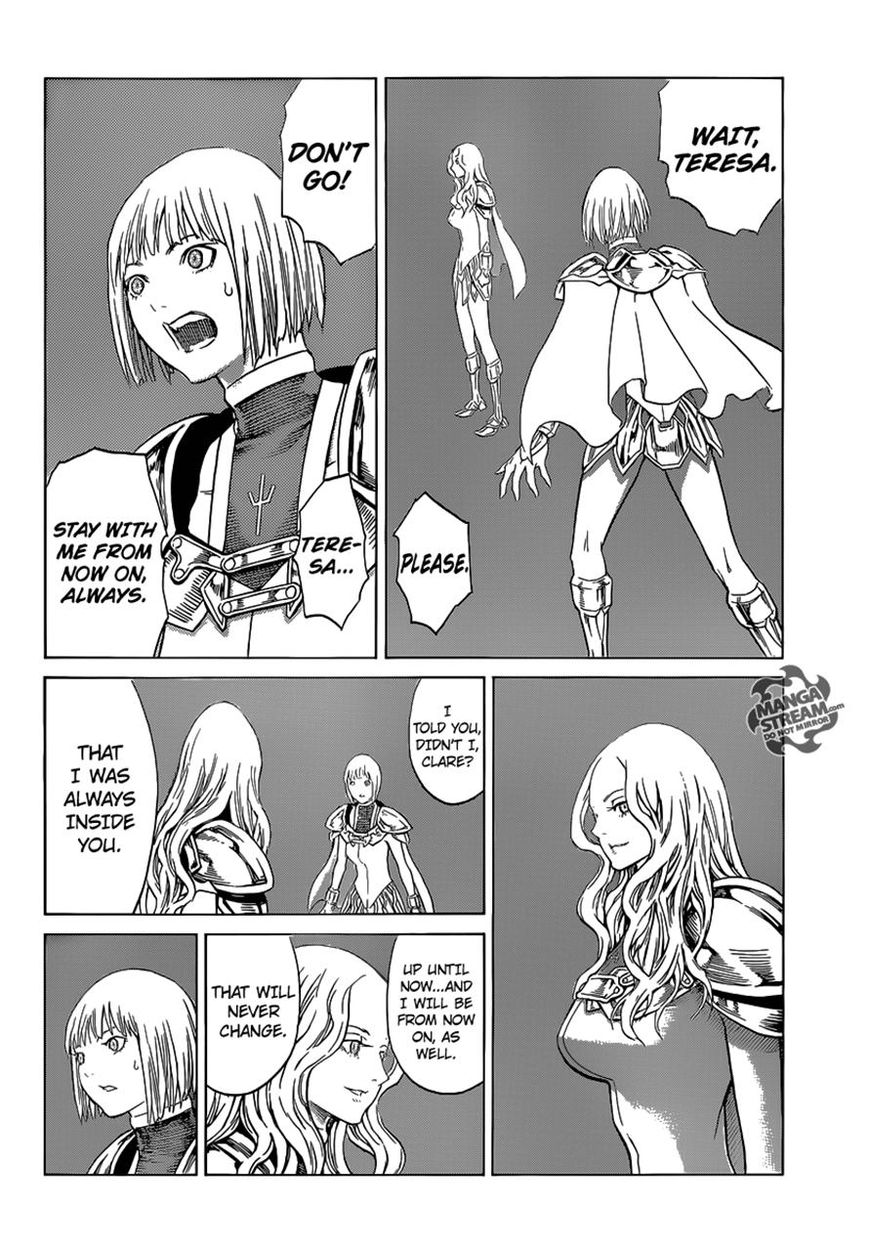 WAIT,
TERESA.
PLEASE.
DON'T
GO!
TERE-
SA...
STAY WITH
ME FROM
NOW ON,
ALWAYS.
I
TOLD YOU,
DIDN'T I,
CLARE?
THAT
I WAS
ALWAYS
INSIDE
YOU.
MANGA
STREAM.com
DO NOT MIRROR
UP UNTIL
NOW...AND
I WILL BE
FROM NOW
ON, AS
WELL.
THAT WILL
NEVER
CHANGE.